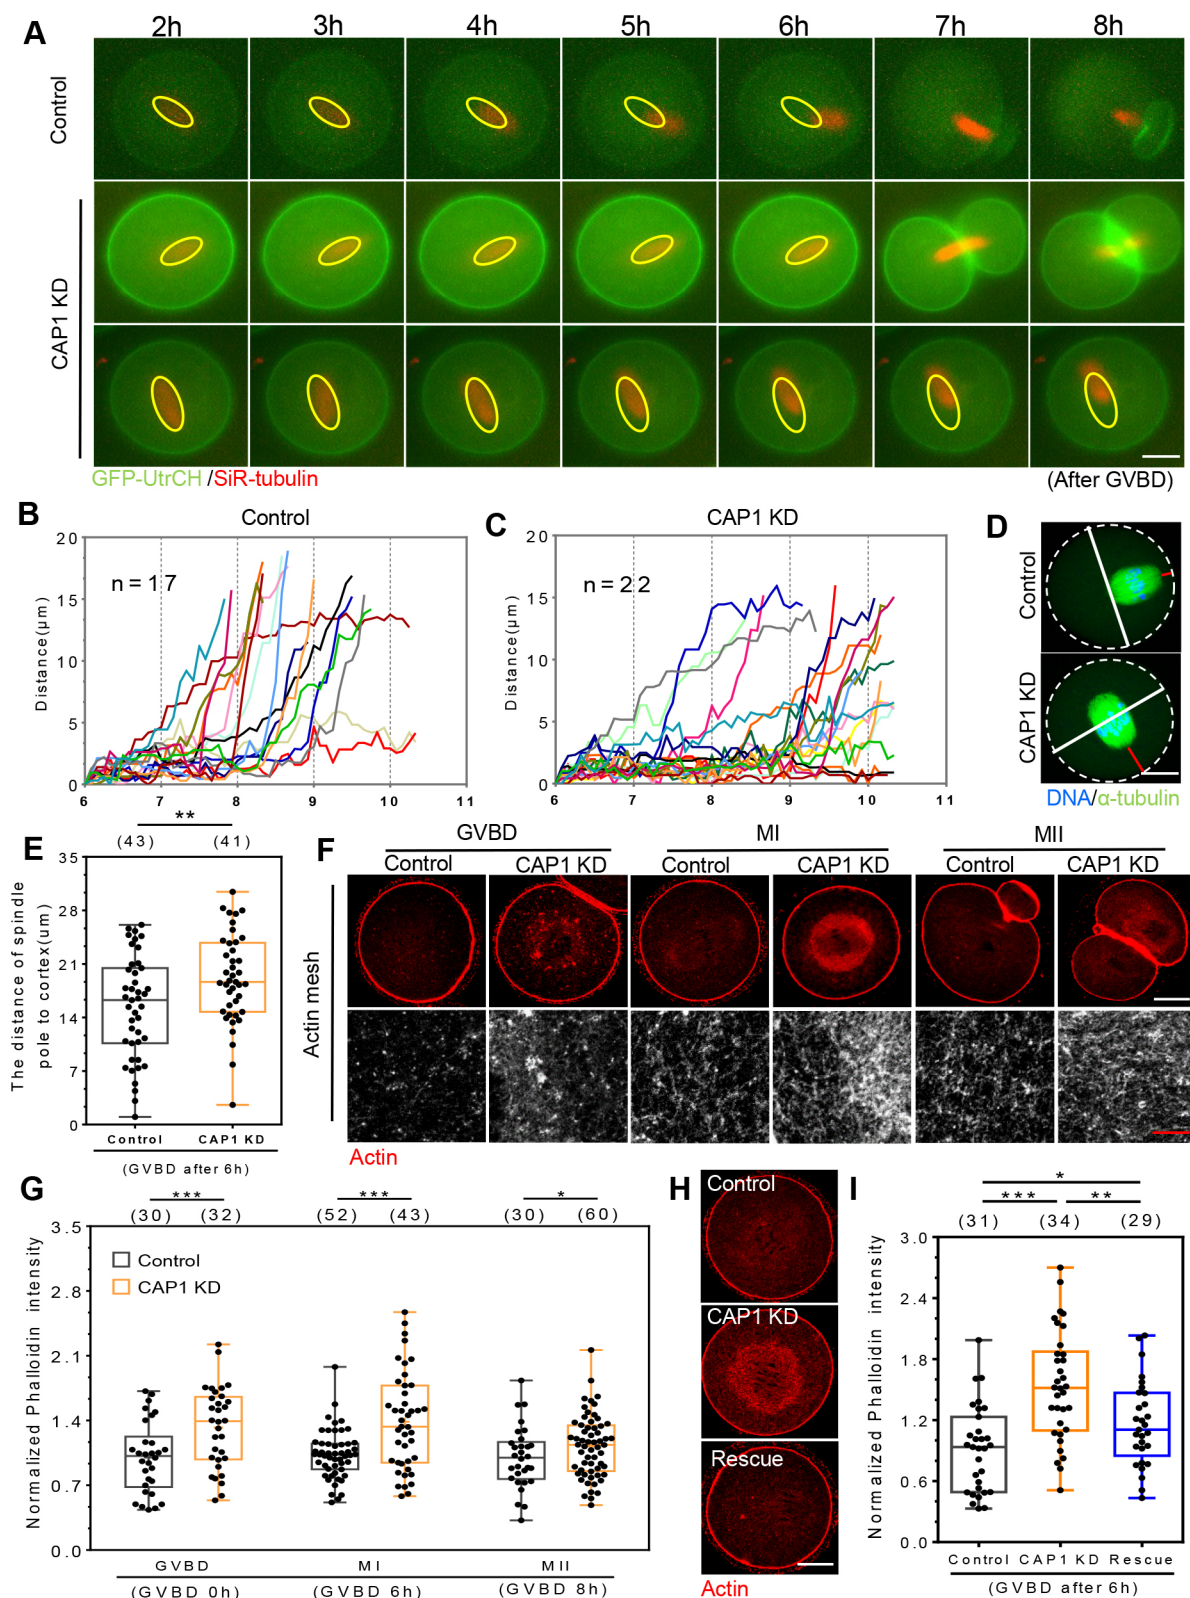 A
2h 3h 4h 5h 6h 7h 8h
Control
CAP1 KD
GFP-UtrCH /SiR-tubulin
(After GVBD)
B
Control
n=17
Distance(μm)
20
15
10
5
0
6 7 8 9 10 11
C
CAP1 KD
n=22
Distance(μm)
20
15
10
5
0
6 7 8 9 10 11
D
Control
CAP1 KD
DNA/α-tubulin
E
**
(43) (41)
The distance of spindle
pole to cortex(um)
35
28
21
14
7
0
Control CAP1 KD
(GVBD after 6h)
F
GVBD MI MII
Control CAP1 KD Control CAP1 KD Control CAP1 KD
Actin mesh
Actin
G
*** *** *
(30) (32) (52) (43) (30) (60)
Normalized Phalloidin intensity
3.5
2.8
2.1
1.4
0.7
0.0
Control
CAP1 KD
GVBD MI MII
(GVBD 0h) (GVBD 6h) (GVBD 8h)
H
Control
CAP1 KD
Rescue
Actin
I
*
*** **
(31) (34) (29)
Normalized Phalloidin intensity
3.0
2.4
1.8
1.2
0.6
0.0
Control CAP1 KD Rescue
(GVBD after 6h)